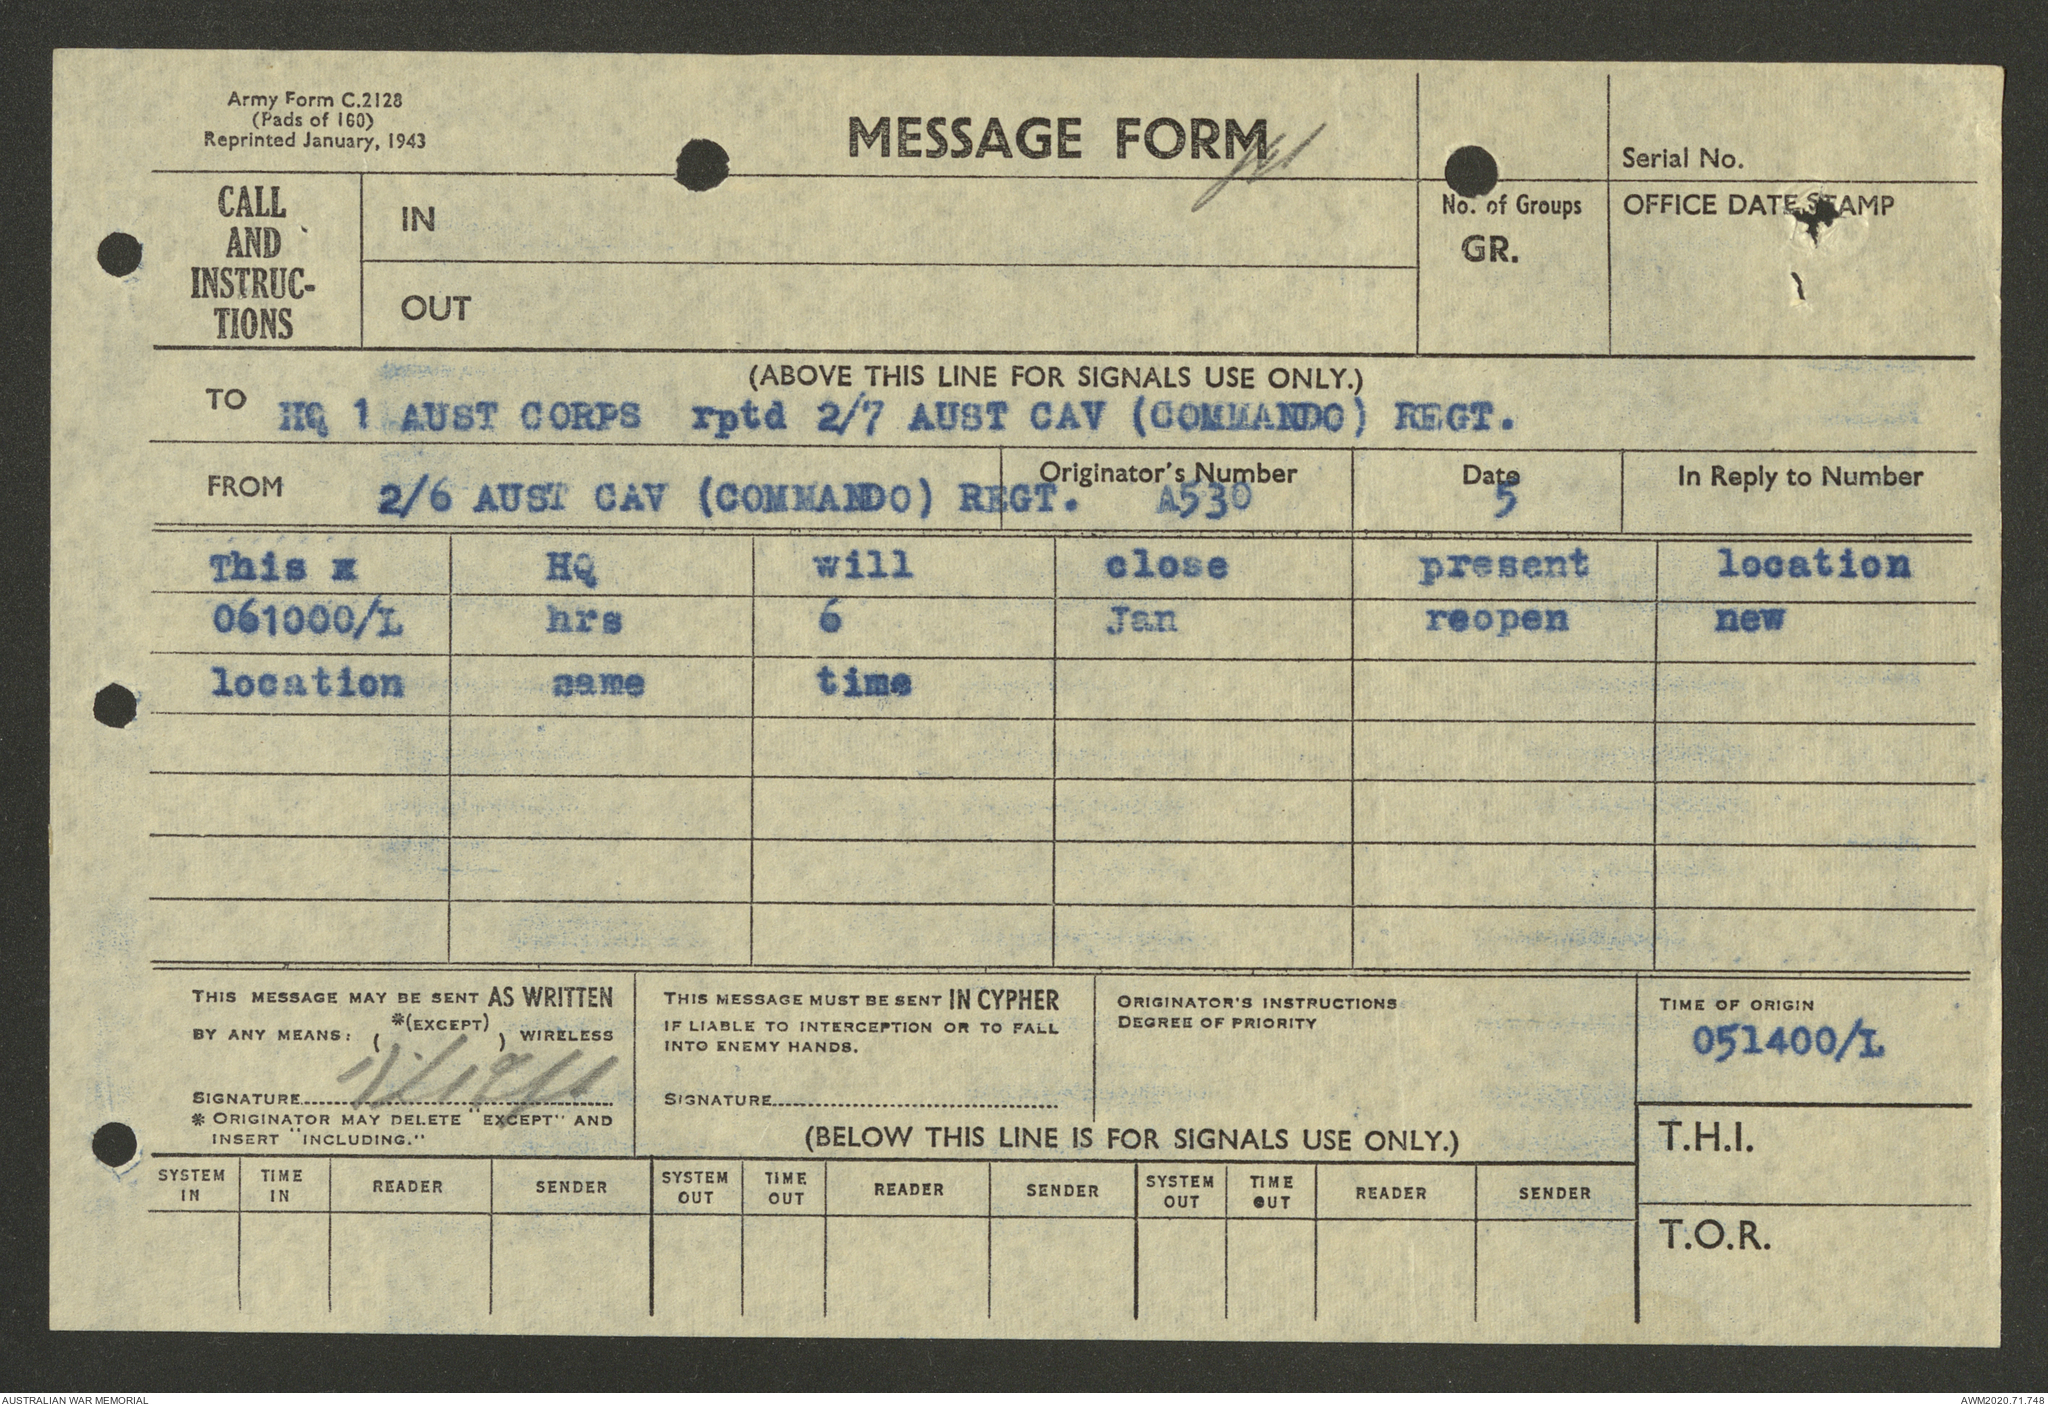 Army Form C.2128
(Pads of 160)
Reprinted January, 1943
MESSAGE FORM
Serial No.
CALL
AND
INSTRUC-
TIONS
IN
OUT
No. of Groups
GR.
OFFICE DATE STAMP
(ABOVE THIS LINE FOR SIGNALS USE ONLY.)
TO HQ 1 AUST CORPS rptd 2/7 AUST CAV (COMMANDO) REGT.
FROM 2/6 AUST CAV (COMMANDO) REGT. Originator's Number A530 Date 5 In Reply to Number
This x HQ will close present location
061000/L hrs 6 Jan reopen new
location same time
THIS MESSAGE MAY BE SENT AS WRITTEN
BY ANY MEANS: ( *(EXCEPT) ) WIRELESS
SIGNATURE
* ORIGINATOR MAY DELETE "EXCEPT" AND
INSERT "INCLUDING."
THIS MESSAGE MUST BE SENT IN CYPHER
IF LIABLE TO INTERCEPTION OR TO FALL
INTO ENEMY HANDS.
SIGNATURE
ORIGINATOR'S INSTRUCTIONS
DEGREE OF PRIORITY
TIME OF ORIGIN
051400/L
(BELOW THIS LINE IS FOR SIGNALS USE ONLY.)
T.H.I.
T.O.R.
SYSTEM IN TIME IN READER SENDER SYSTEM OUT TIME OUT READER SENDER SYSTEM OUT TIME OUT READER SENDER
AUSTRALIAN WAR MEMORIAL
AWM2020.71.748